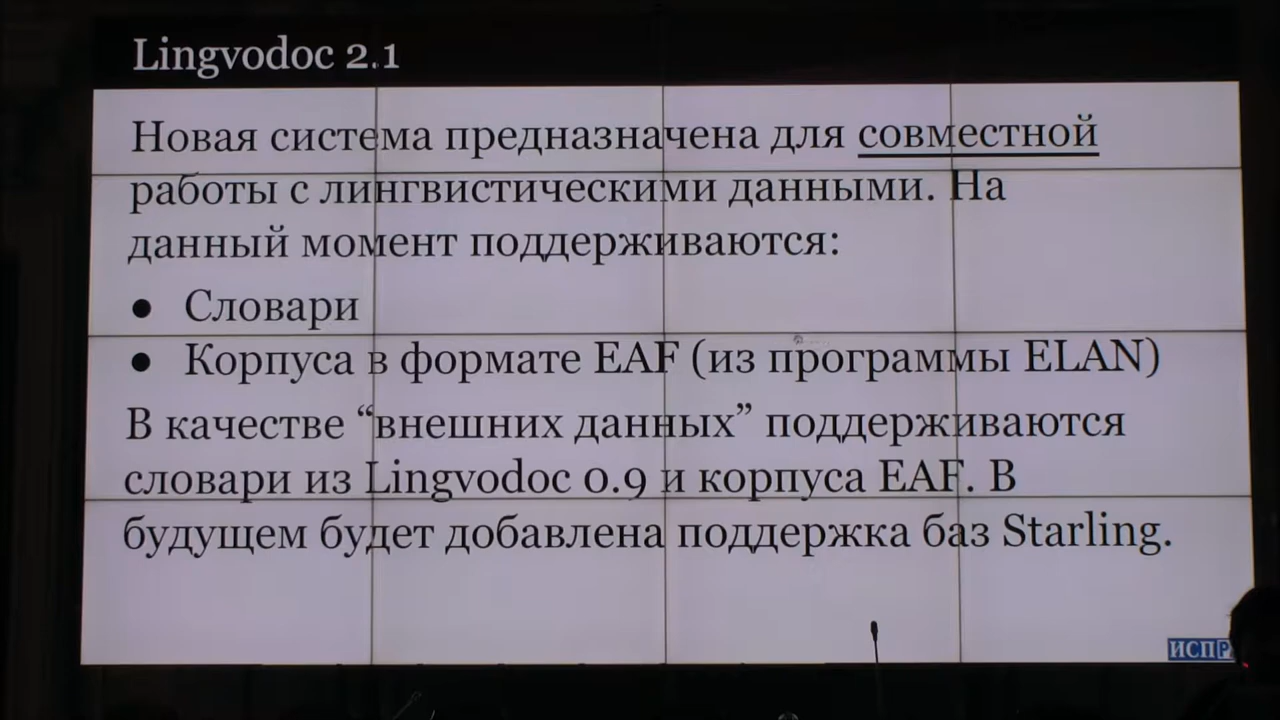 Lingvodoc 2.1
Новая система предназначена для совместной
работы с лингвистическими данными. На
данный момент поддерживаются:
● Словари
● Корпуса в формате EAF (из программы ELAN)
В качестве “внешних данных” поддерживаются
словари из Lingvodoc 0.9 и корпуса EAF. В
будущем будет добавлена поддержка баз Starling.
ИСПР